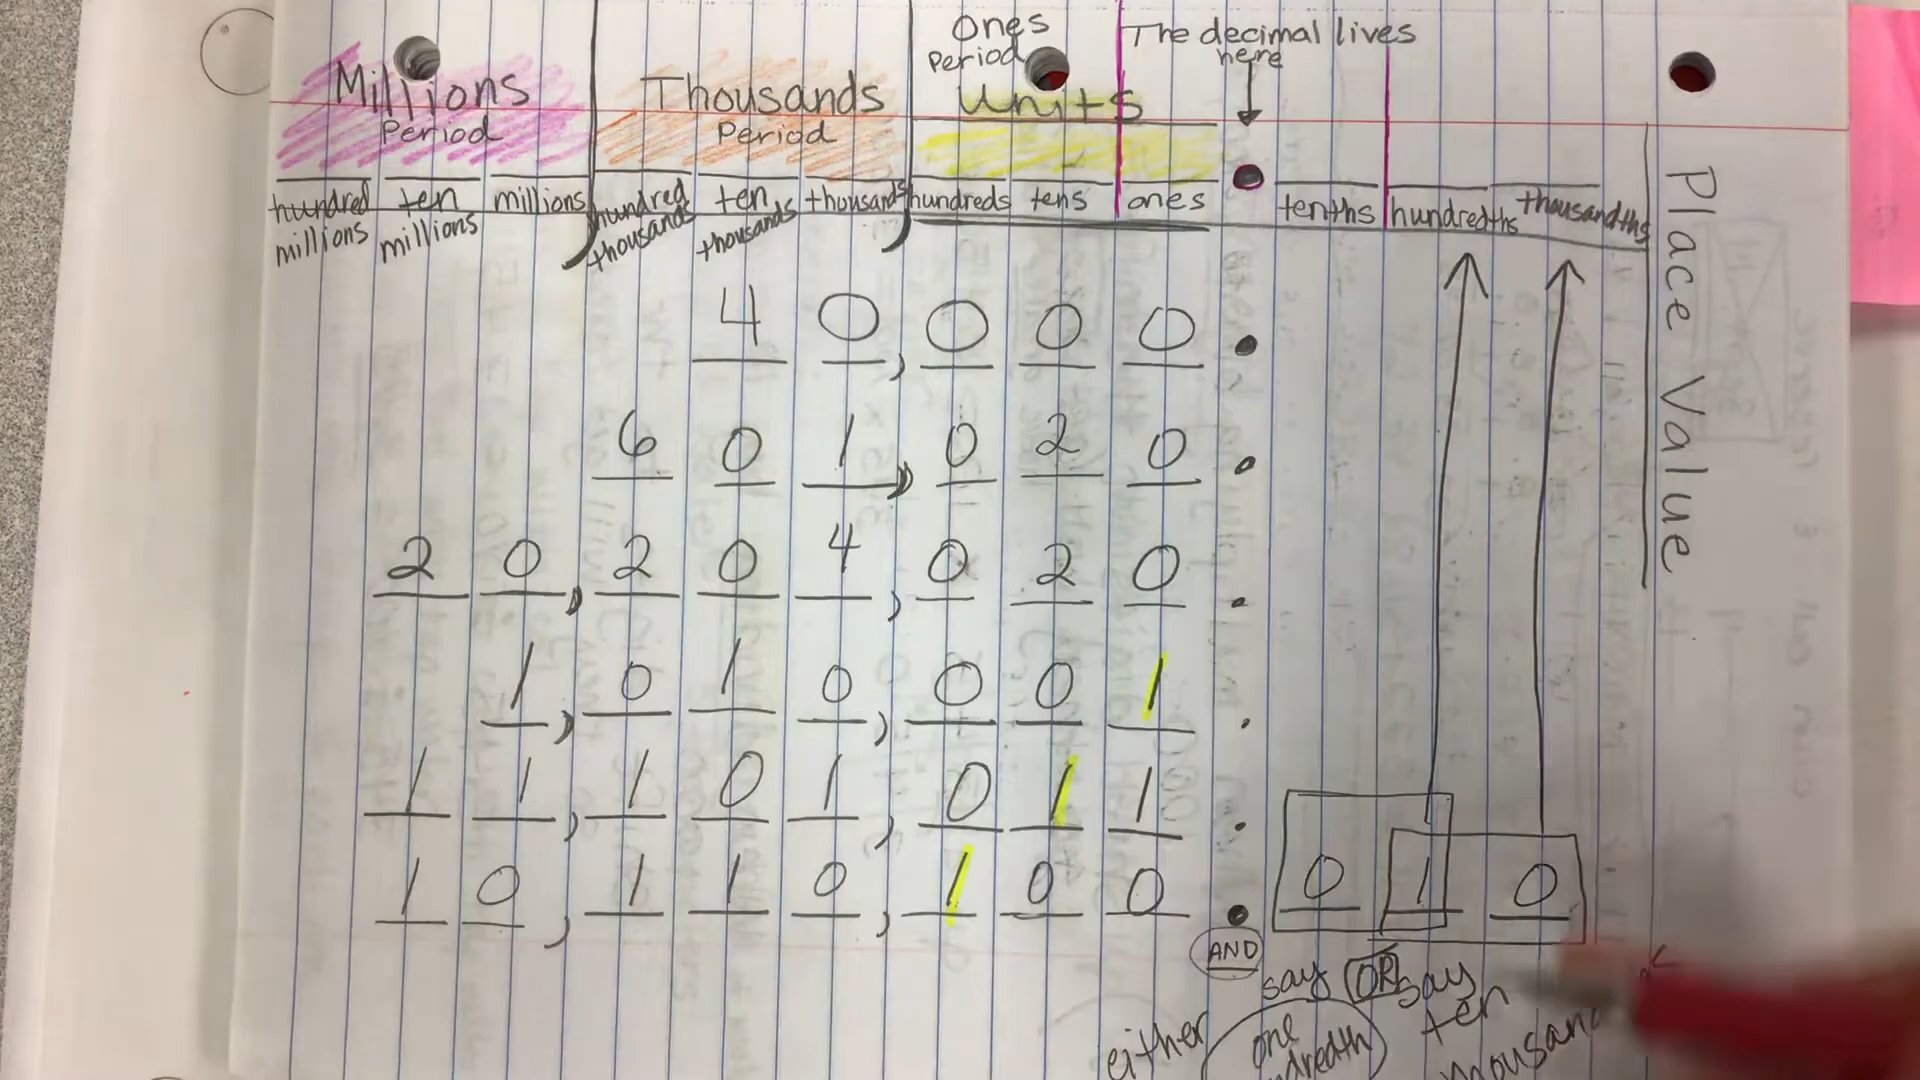 Ones
Period
The decimal lives
here
Millions
Period
Thousands
Period
Units
hundred
millions
ten
millions
millions
hundred
thousands
ten
thousands
thousands
hundreds
tens
ones
tenths
hundredths
thousandths
Place Value
4 0, 0 0 0 .
6 0 1, 0 2 0 .
2 0, 2 0 4, 0 2 0 .
1, 0 1 0, 0 0 1 .
1 1, 1 0 1, 0 1 1 .
1 0, 1 1 0, 1 0 0 . 0 1 0
AND
either
say
one
OR
say
ten